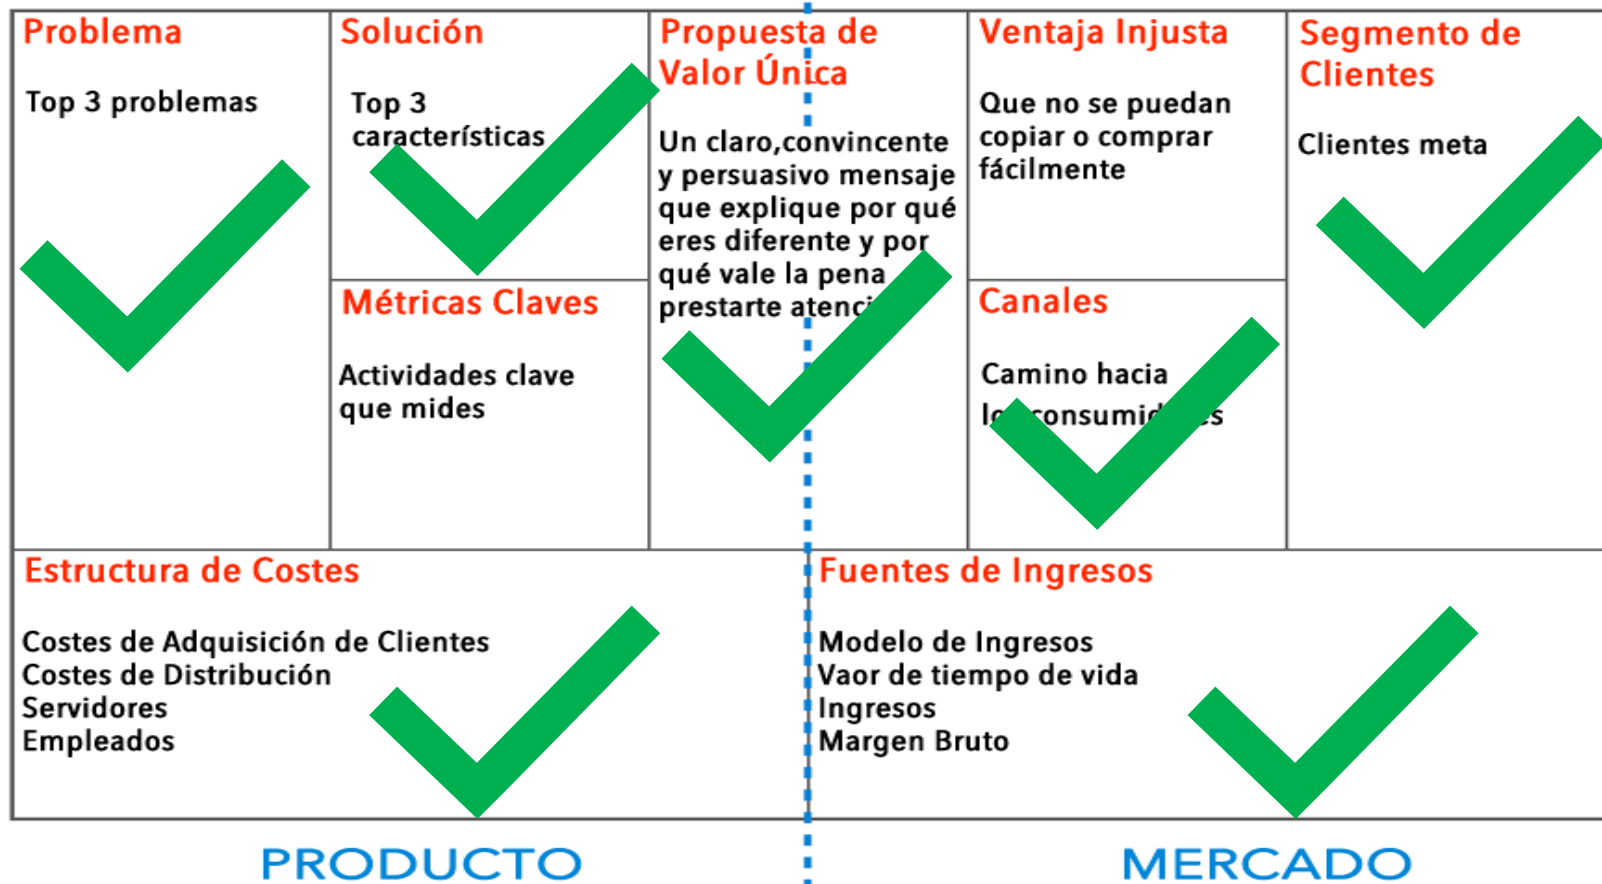 Problema
Top 3 problemas
Solución
Top 3
características
Métricas Claves
Actividades clave
que mides
Propuesta de
Valor Única
Un claro,convincente
y persuasivo mensaje
que explique por qué
eres diferente y por
qué vale la pena
prestarte
Ventaja Injusta
Que no se puedan
copiar o comprar
fácilmente
Canales
Camino hacia
Segmento de
Clientes
Clientes meta
Estructura de Costes
Costes de Adquisición de Clientes
Costes de Distribución
Servidores
Empleados
Fuentes de Ingresos
Modelo de Ingresos
Vaor de tiempo de vida
Ingresos
Margen Bruto
PRODUCTO
MERCADO